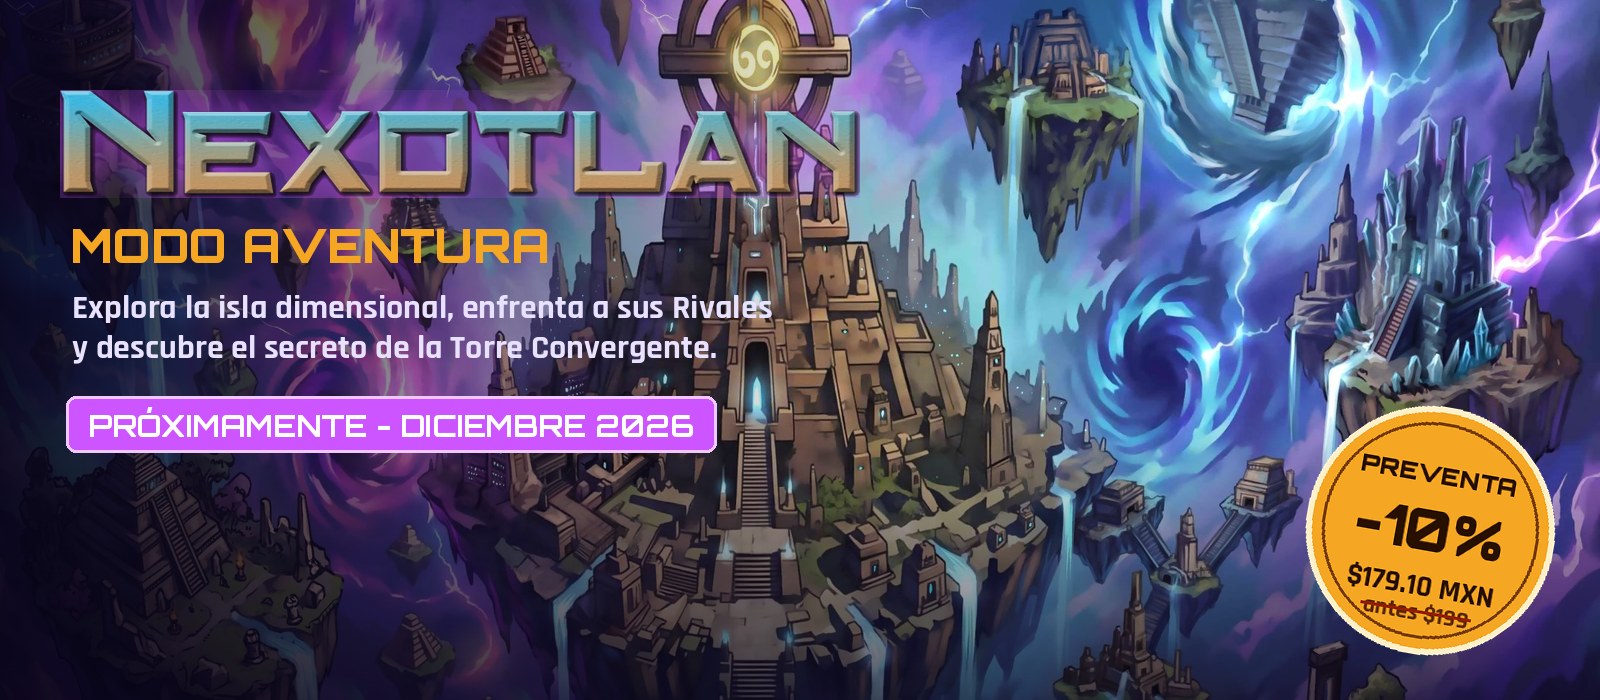 NEXOTLAN
MODO AVENTURA
Explora la isla dimensional, enfrenta a sus Rivales
y descubre el secreto de la Torre Convergente.
PRÓXIMAMENTE - DICIEMBRE 2026
PREVENTA
-10%
$179.10 MXN
antes $199